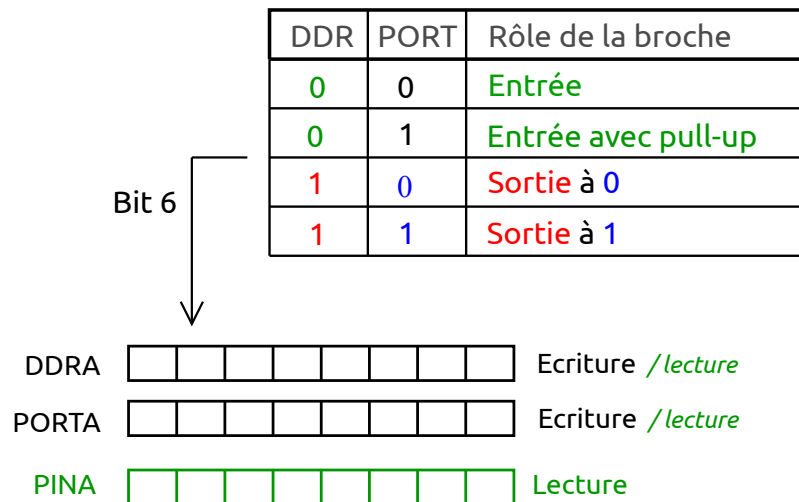 DDR PORT Rôle de la broche
0 0 Entrée
0 1 Entrée avec pull-up
1 0 Sortie à 0
1 1 Sortie à 1
Bit 6
DDRA Ecriture / lecture
PORTA Ecriture / lecture
PINA Lecture